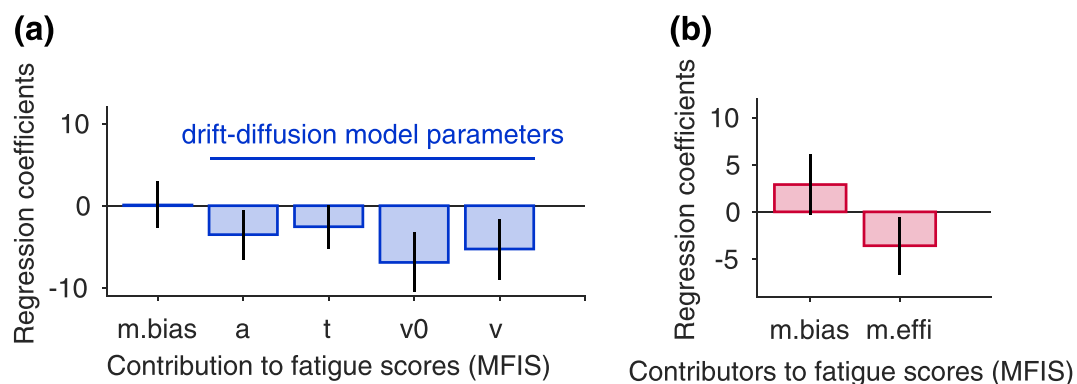 (a)
Regression coefficients
10
0
-10
drift-diffusion model parameters
m.bias a t v0 v
Contribution to fatigue scores (MFIS)
(b)
Regression coefficients
10
5
0
-5
m.bias m.effi
Contributors to fatigue scores (MFIS)